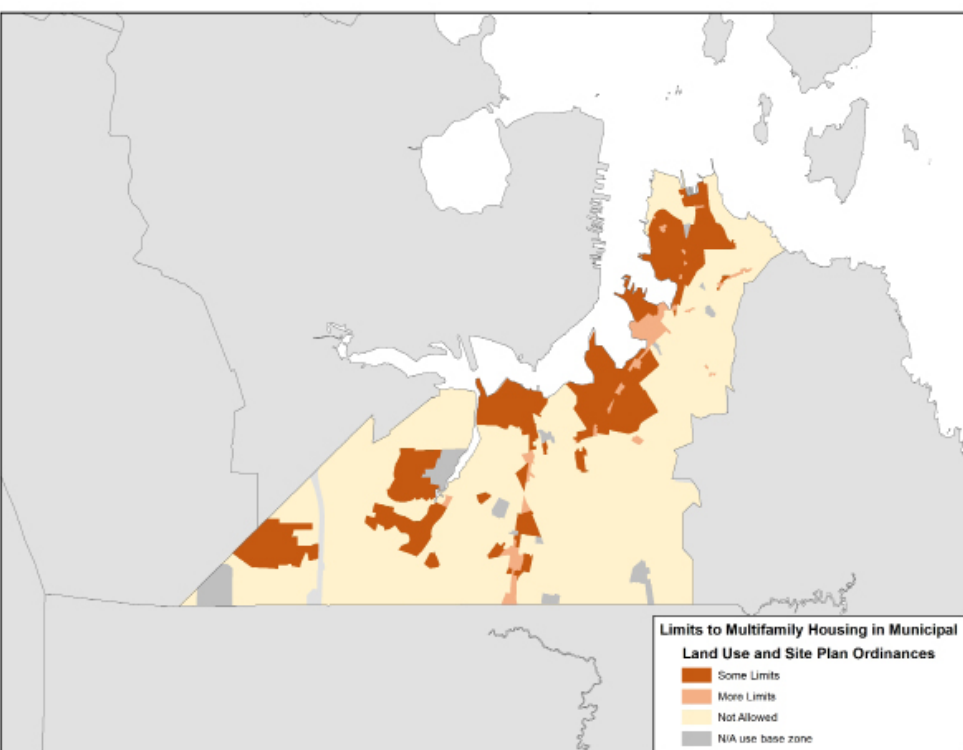 Limits to Multifamily Housing in Municipal
Land Use and Site Plan Ordinances
Some Limits
More Limits
Not Allowed
N/A use base zone